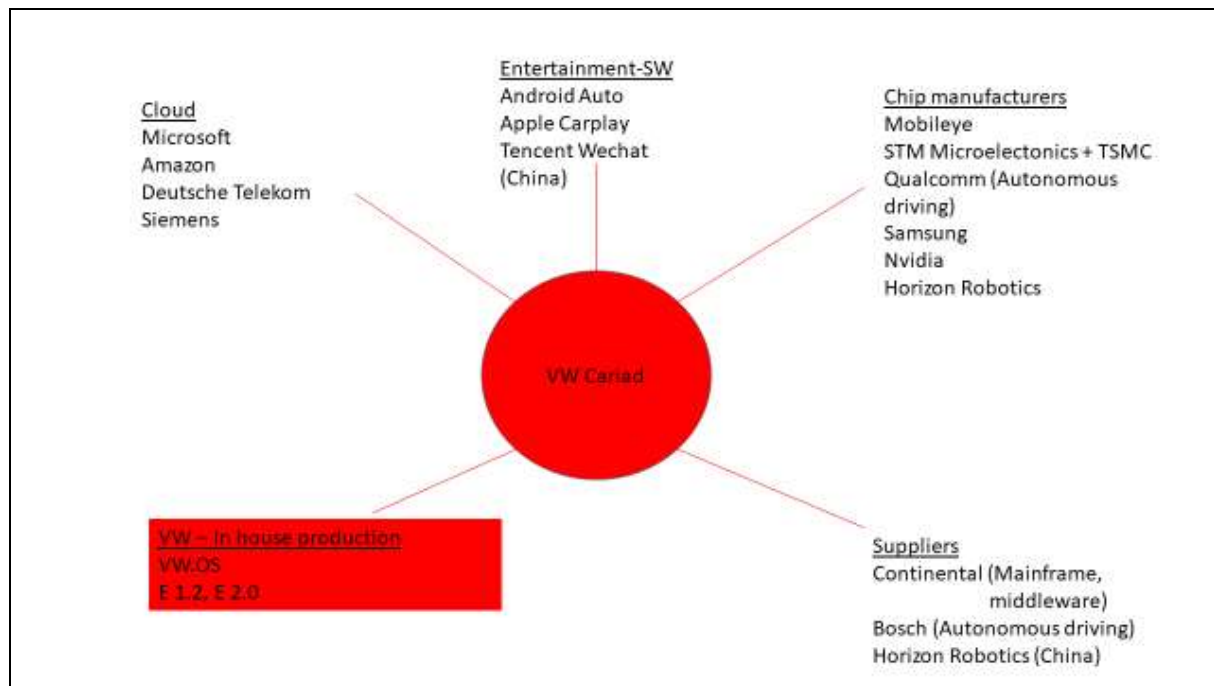 Cloud
Microsoft
Amazon
Deutsche Telekom
Siemens
Entertainment-SW
Android Auto
Apple Carplay
Tencent Wechat
(China)
Chip manufacturers
Mobileye
STM Microelectonics + TSMC
Qualcomm (Autonomous
driving)
Samsung
Nvidia
Horizon Robotics
VW Cariad
VW – In house production
VW.OS
E 1.2, E 2.0
Suppliers
Continental (Mainframe,
middleware)
Bosch (Autonomous driving)
Horizon Robotics (China)